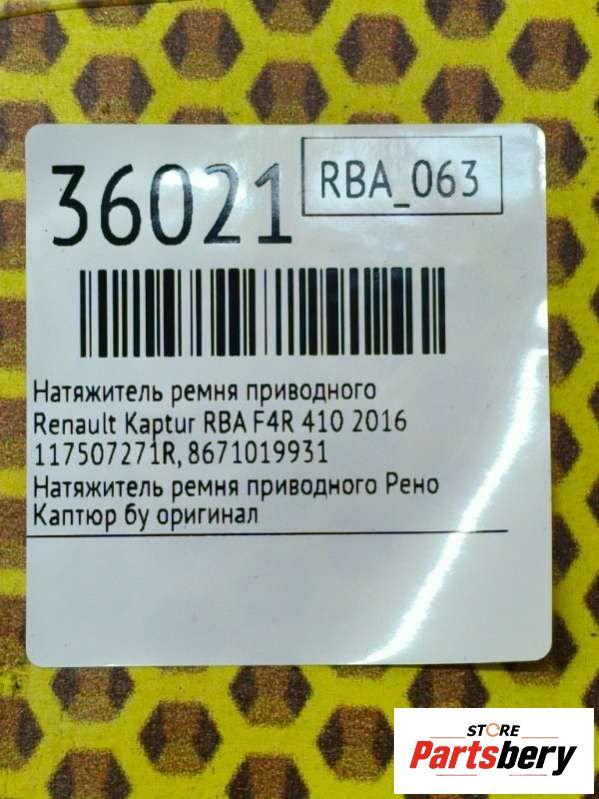 36021
RBA_063
Натяжитель ремня приводного
Renault Kaptur RBA F4R 410 2016
117507271R, 8671019931
Натяжитель ремня приводного Рено
Каптюр бу оригинал
STORE
Partsbery